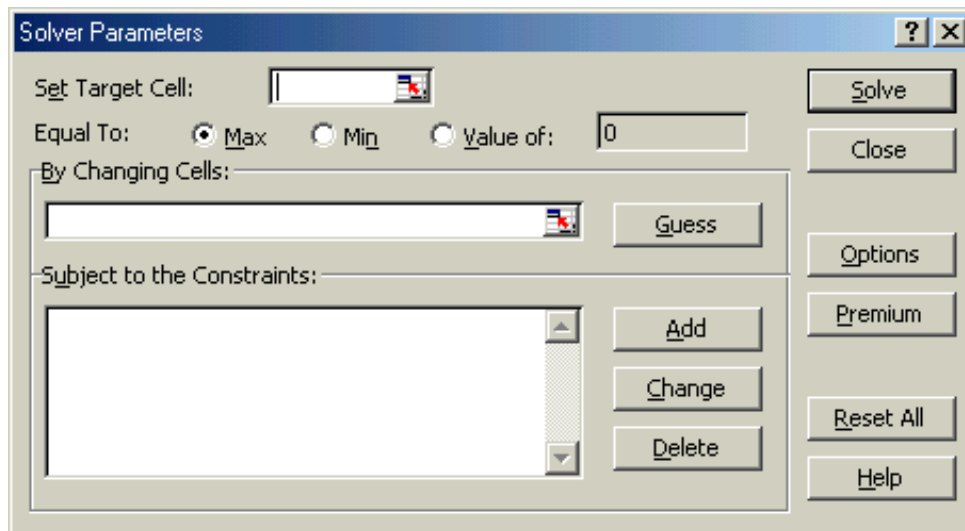 Solver Parameters
Set Target Cell:
Solve
Equal To: Max Min Value of: 0
Close
By Changing Cells:
Guess
Options
Subject to the Constraints:
Premium
Add
Change
Reset All
Delete
Help